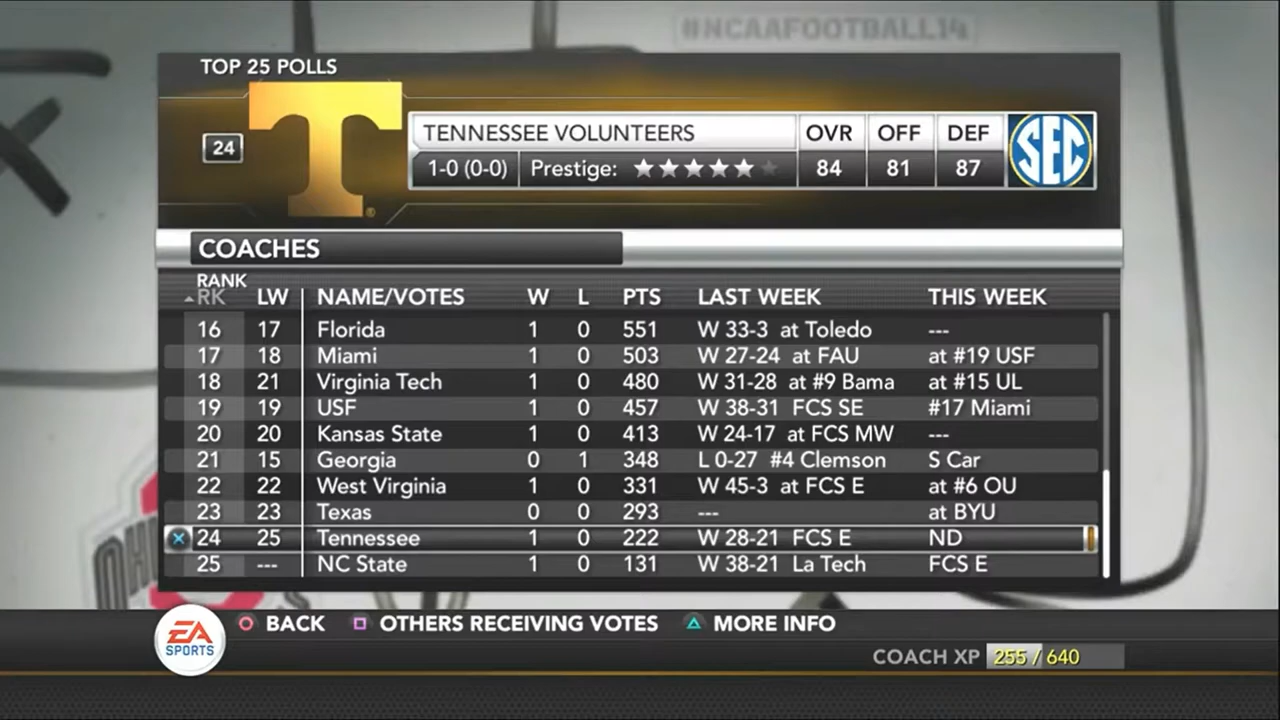 #NCAAFOOTBALL14
TOP 25 POLLS
24
TENNESSEE VOLUNTEERS OVR OFF DEF
1-0 (0-0) Prestige: 84 81 87
SEC
COACHES
RANK
RK LW NAME/VOTES W L PTS LAST WEEK THIS WEEK
16 17 Florida 1 0 551 W 33-3 at Toledo ---
17 18 Miami 1 0 503 W 27-24 at FAU at #19 USF
18 21 Virginia Tech 1 0 480 W 31-28 at #9 Bama at #15 UL
19 19 USF 1 0 457 W 38-31 FCS SE #17 Miami
20 20 Kansas State 1 0 413 W 24-17 at FCS MW ---
21 15 Georgia 0 1 348 L 0-27 #4 Clemson S Car
22 22 West Virginia 1 0 331 W 45-3 at FCS E at #6 OU
23 23 Texas 0 0 293 --- at BYU
24 25 Tennessee 1 0 222 W 28-21 FCS E ND
25 --- NC State 1 0 131 W 38-21 La Tech FCS E
EA
SPORTS
BACK OTHERS RECEIVING VOTES MORE INFO
COACH XP 255 / 640